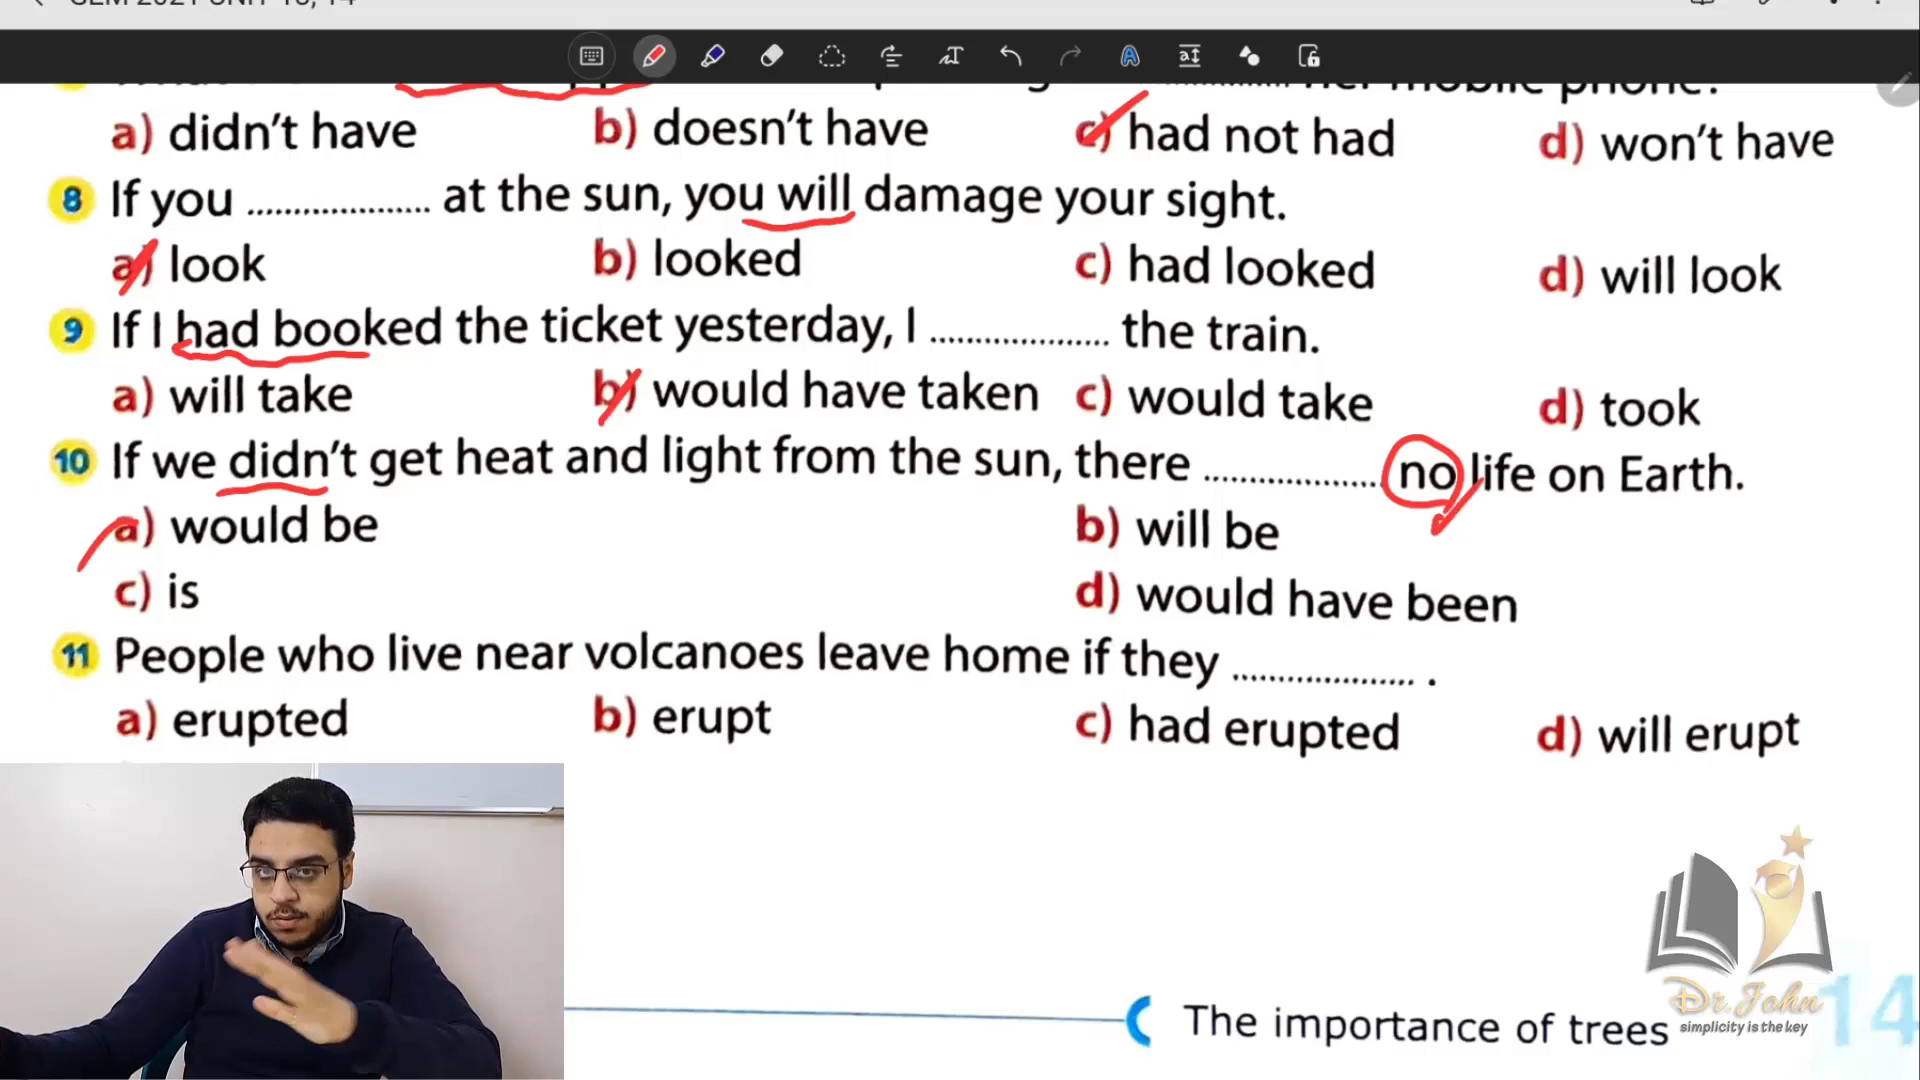 her mobile phone?
a) didn't have b) doesn't have c) had not had d) won't have
8 If you .................... at the sun, you will damage your sight.
a) look b) looked c) had looked d) will look
9 If I had booked the ticket yesterday, I .................... the train.
a) will take b) would have taken c) would take d) took
10 If we didn't get heat and light from the sun, there .................... no life on Earth.
a) would be b) will be
c) is d) would have been
11 People who live near volcanoes leave home if they .................... .
a) erupted b) erupt c) had erupted d) will erupt
Dr.John
simplicity is the key
The importance of trees 14